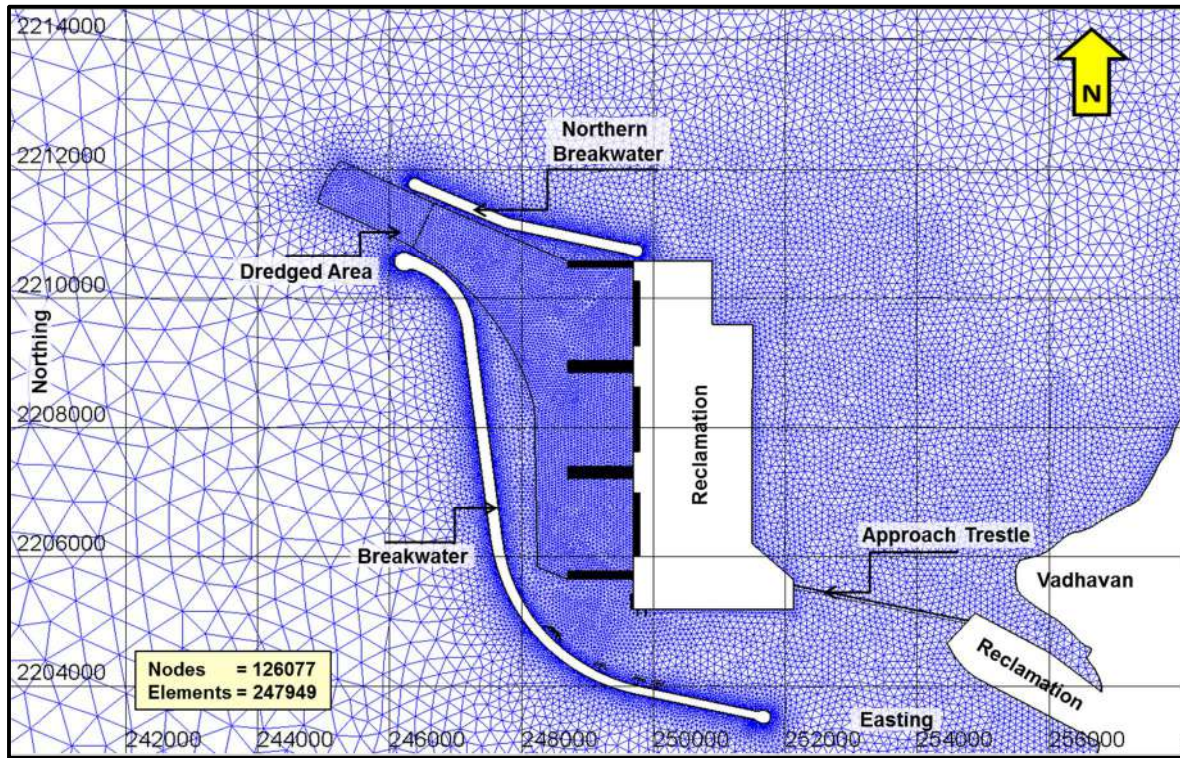 2214000
N
Northern
Breakwater
2212000
Dredged Area
2210000
Northing
2208000
Reclamation
2206000
Breakwater
Approach Trestle
Vadhavan
Reclamation
2204000
Nodes = 126077
Elements = 247949
Easting
242000 244000 246000 248000 250000 252000 254000 256000